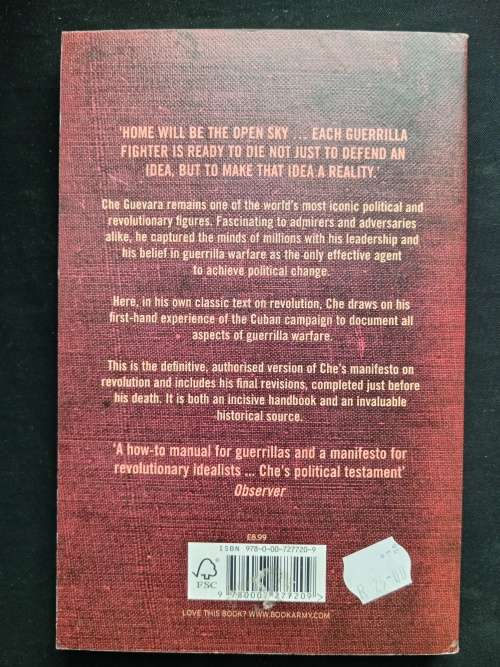 'HOME WILL BE THE OPEN SKY ... EACH GUERRILLA
FIGHTER IS READY TO DIE NOT JUST TO DEFEND AN
IDEA, BUT TO MAKE THAT IDEA A REALITY.'
Che Guevara remains one of the world's most iconic political and
revolutionary figures. Fascinating to admirers and adversaries
alike, he captured the minds of millions with his leadership and
his belief in guerrilla warfare as the only effective agent
to achieve political change.
Here, in his own classic text on revolution, Che draws on his
first-hand experience of the Cuban campaign to document all
aspects of guerrilla warfare.
This is the definitive, authorised version of Che's manifesto on
revolution and includes his final revisions, completed just before
his death. It is both an incisive handbook and an invaluable
historical source.
'A how-to manual for guerrillas and a manifesto for
revolutionary idealists ... Che's political testament'
Observer
£8.99
ISBN 978-0-00-727720-9
FSC
9 780007 277209
LOVE THIS BOOK? WWW.BOOKARMY.COM